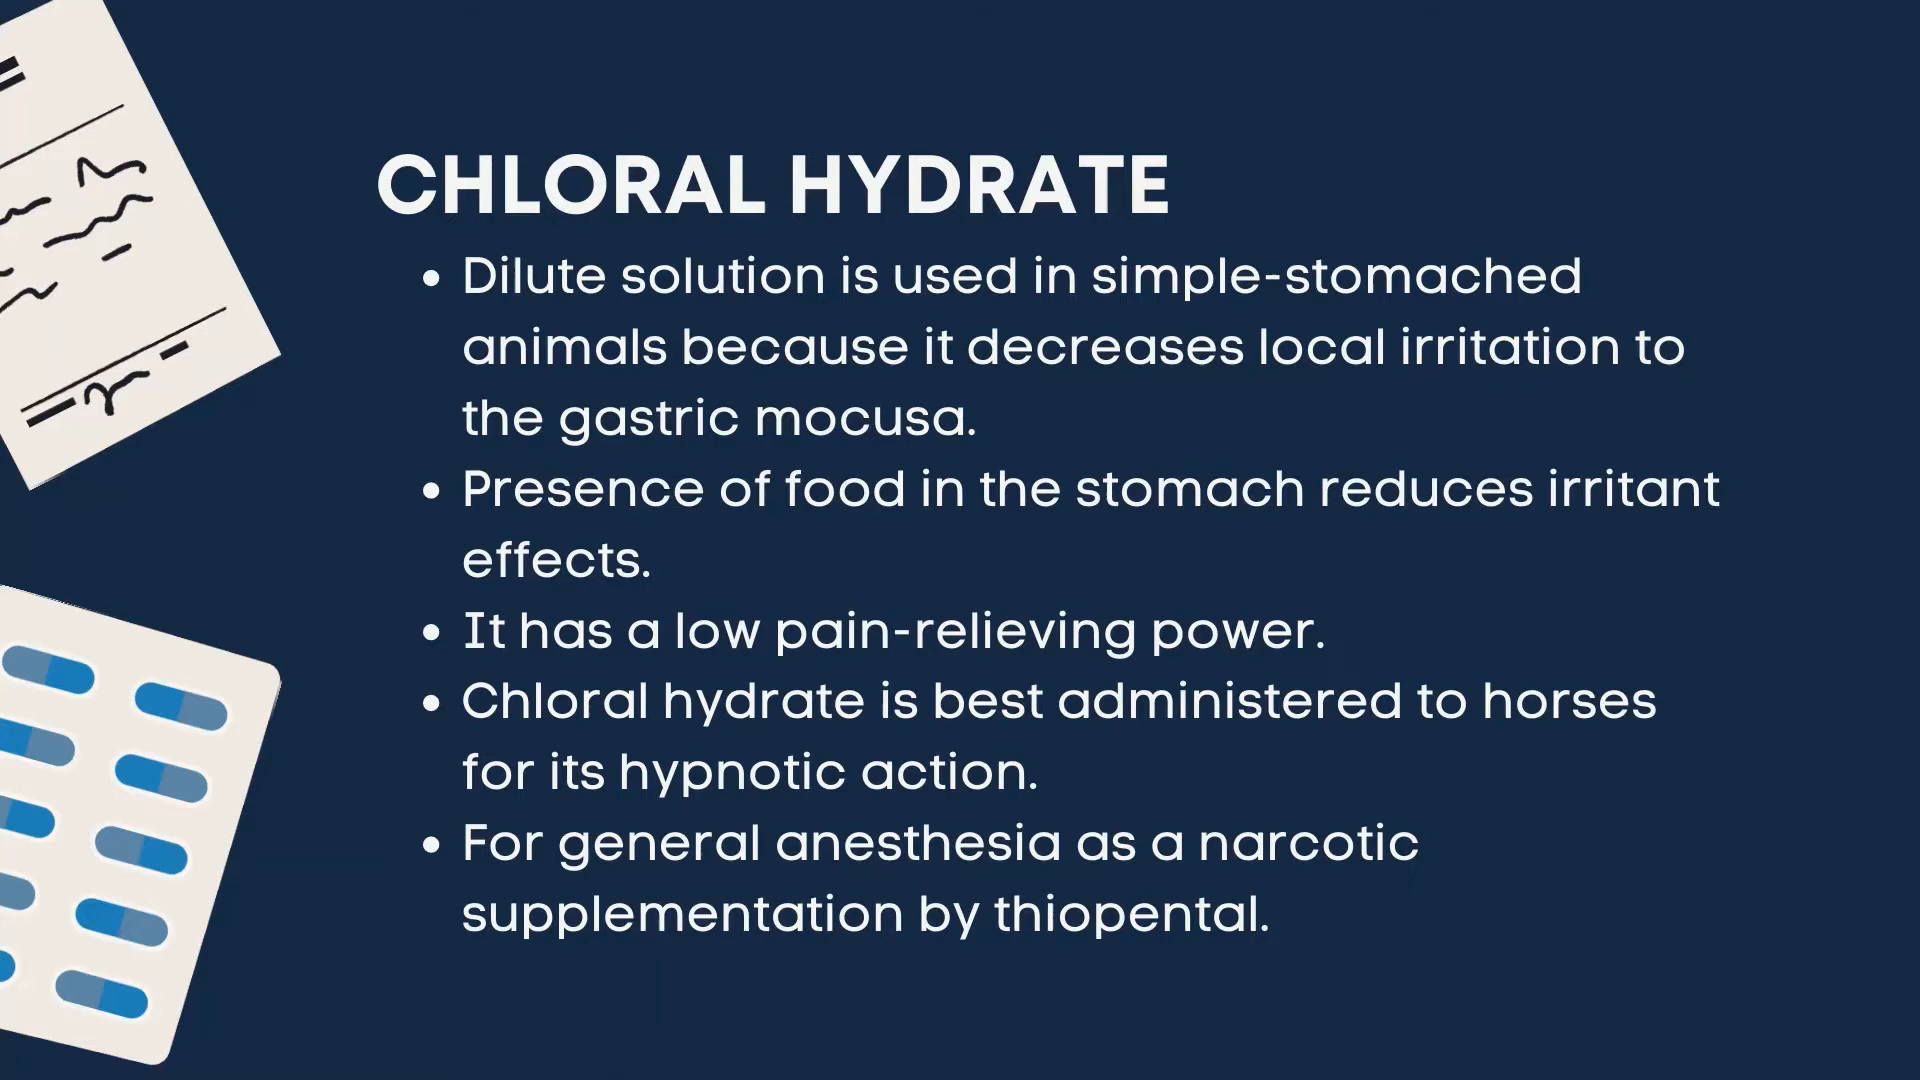 CHLORAL HYDRATE
• Dilute solution is used in simple-stomached
animals because it decreases local irritation to
the gastric mocusa.
• Presence of food in the stomach reduces irritant
effects.
• It has a low pain-relieving power.
• Chloral hydrate is best administered to horses
for its hypnotic action.
• For general anesthesia as a narcotic
supplementation by thiopental.